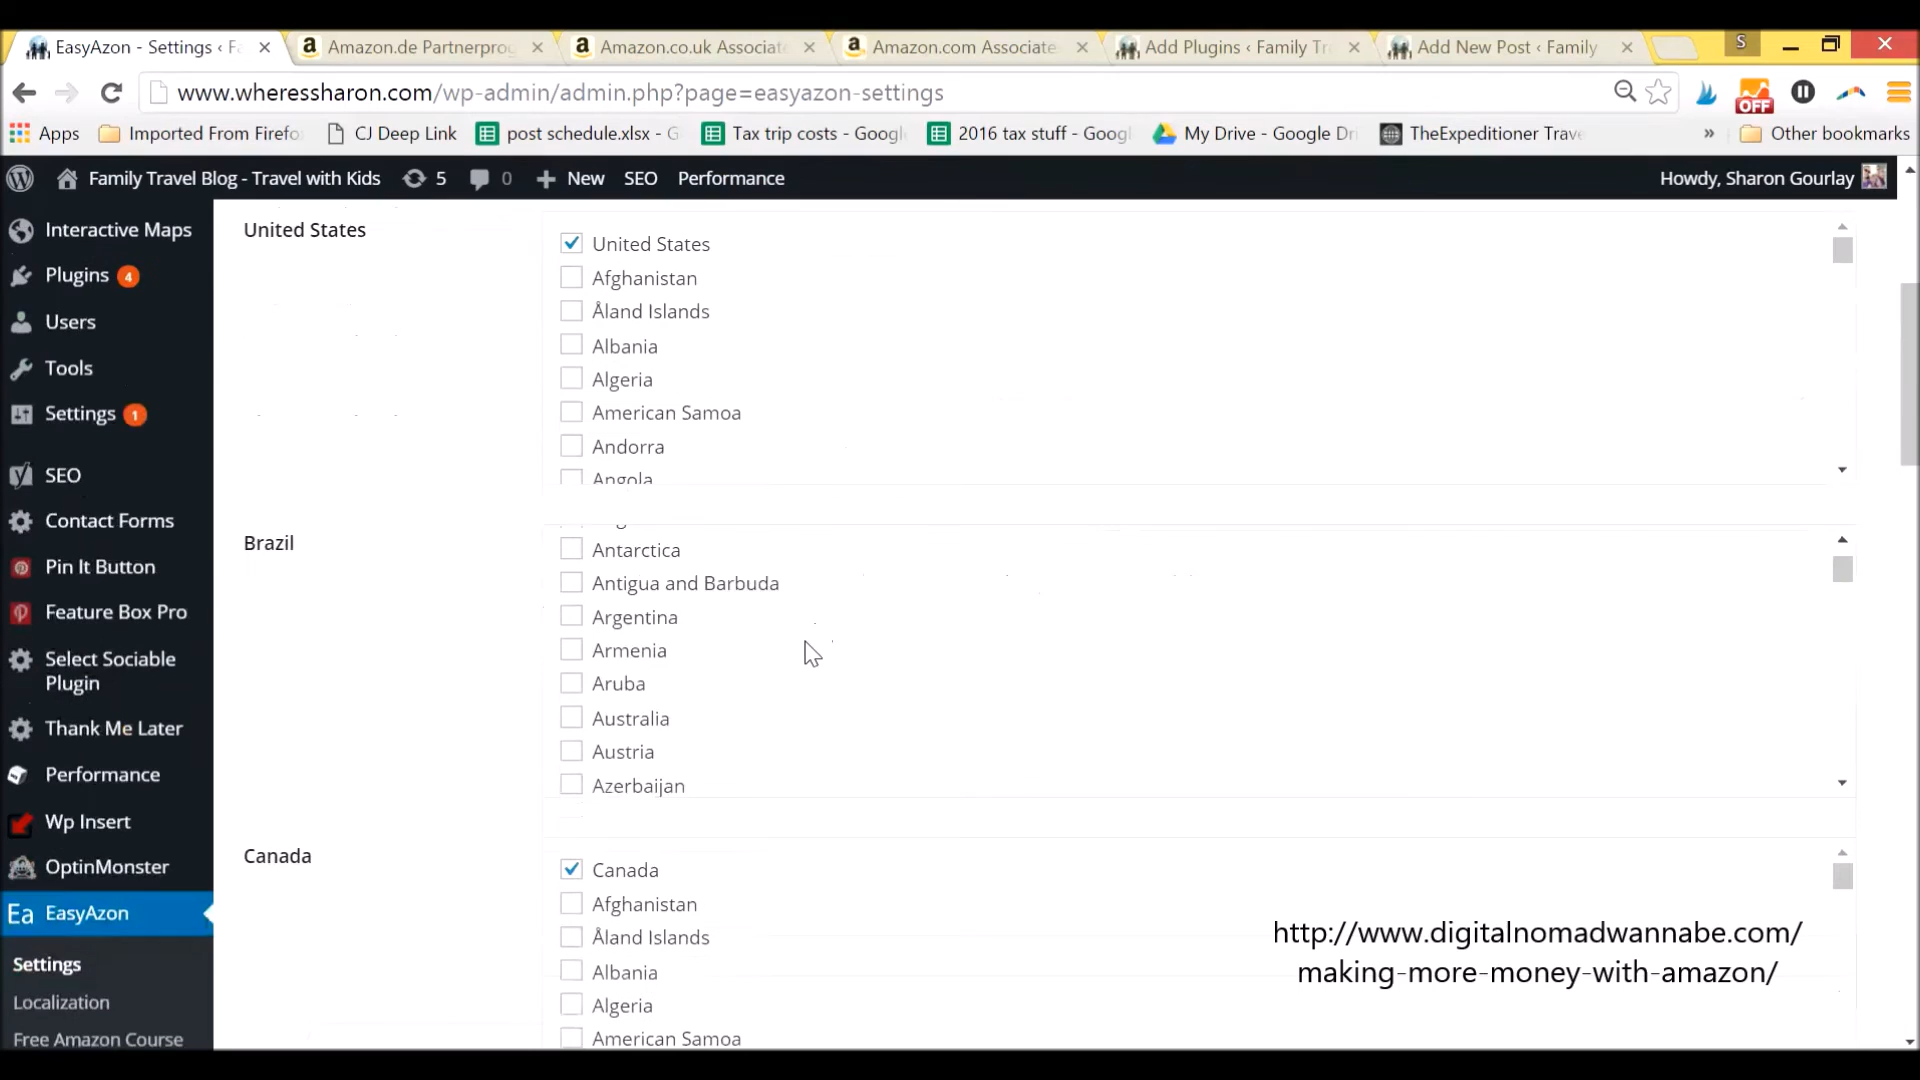 EasyAzon - Settings ‹ Fa
Amazon.de Partnerprog
Amazon.co.uk Associate
Amazon.com Associates
Add Plugins ‹ Family Tr
Add New Post ‹ Family
S
www.wheressharon.com/wp-admin/admin.php?page=easyazon-settings
OFF
Apps
Imported From Firefo
CJ Deep Link
post schedule.xlsx - G
Tax trip costs - Google
2016 tax stuff - Googl
My Drive - Google Dri
TheExpeditioner Trave
»
Other bookmarks
Family Travel Blog - Travel with Kids
5
0
New
SEO
Performance
Howdy, Sharon Gourlay
Interactive Maps
Plugins 4
Users
Tools
Settings 1
SEO
Contact Forms
Pin It Button
Feature Box Pro
Select Sociable
Plugin
Thank Me Later
Performance
Wp Insert
OptinMonster
Ea EasyAzon
Settings
Localization
Free Amazon Course
United States
United States
Afghanistan
Åland Islands
Albania
Algeria
American Samoa
Andorra
Angola
Brazil
Antarctica
Antigua and Barbuda
Argentina
Armenia
Aruba
Australia
Austria
Azerbaijan
Canada
Canada
Afghanistan
Åland Islands
Albania
Algeria
American Samoa
http://www.digitalnomadwannabe.com/
making-more-money-with-amazon/